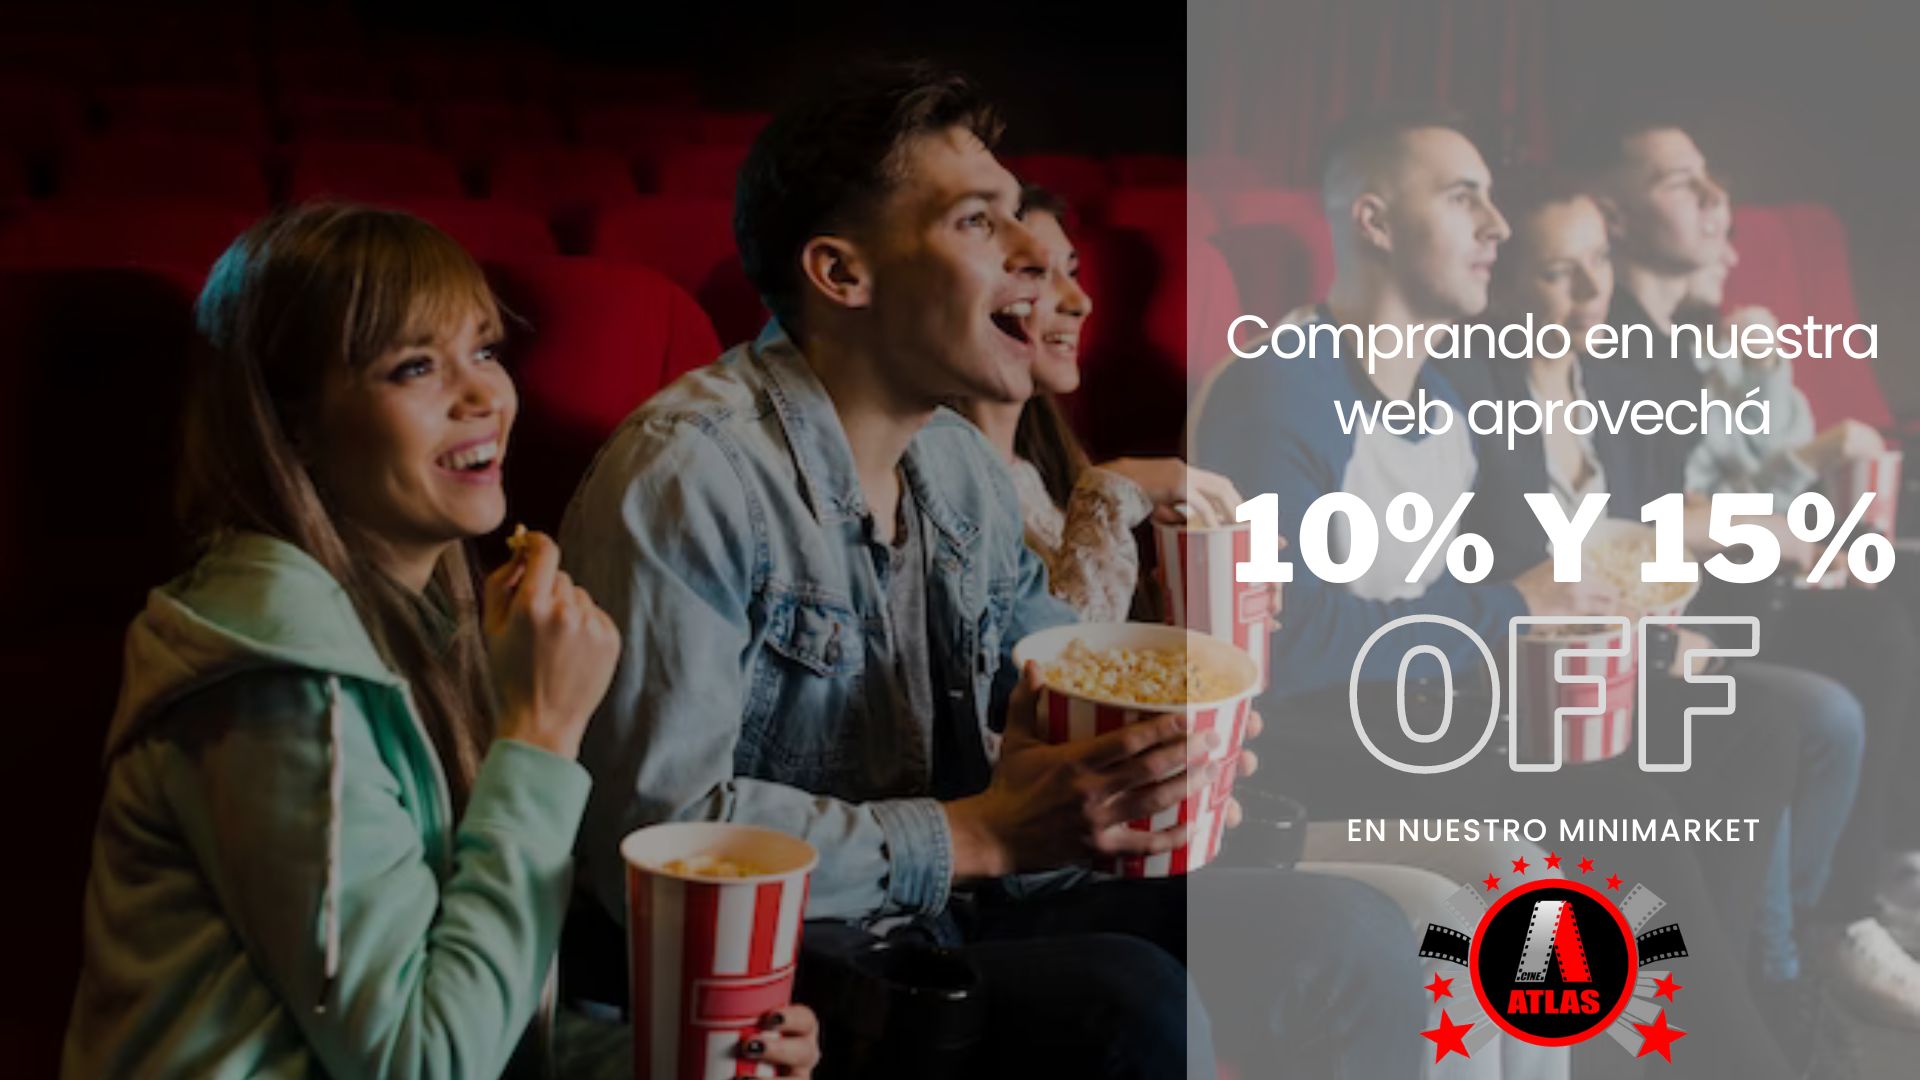 Comprando en nuestra
web aprovechá
10% Y 15%
OFF
EN NUESTRO MINIMARKET
CINE
ATLAS